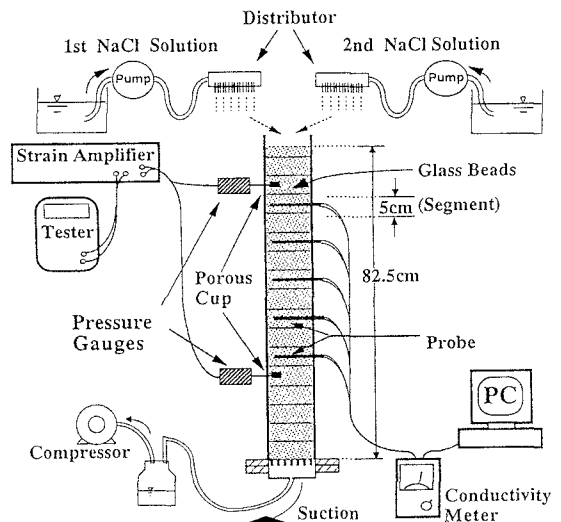 Distributor
1st NaCl Solution
2nd NaCl Solution
Pump
Pump
Strain Amplifier
Glass Beads
5cm (Segment)
Tester
Porous
Cup
82.5cm
Pressure
Gauges
Probe
PC
Compressor
Conductivity
Meter
Suction